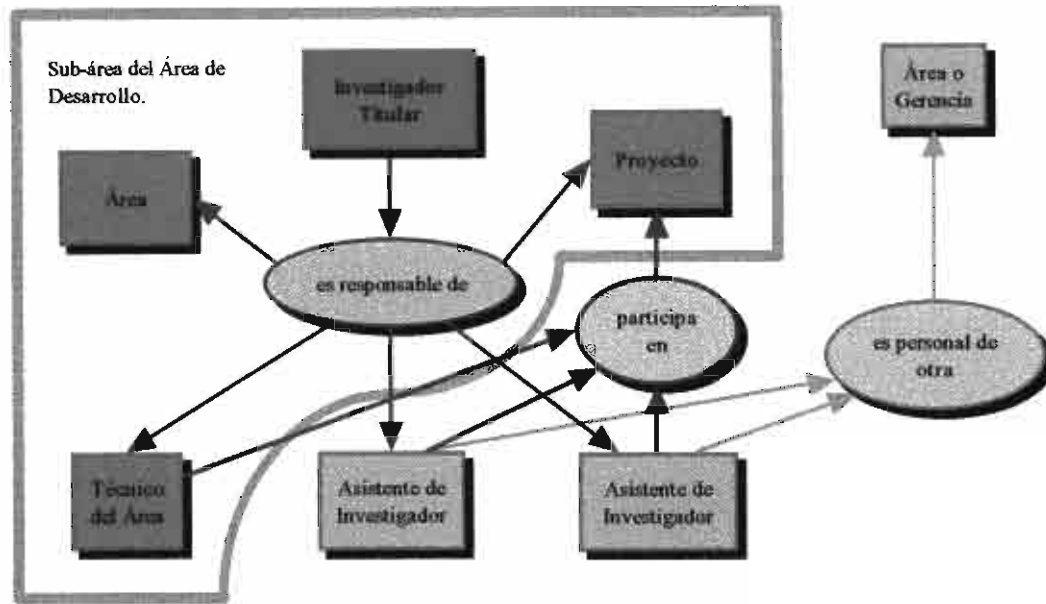 Sub-área del Área de
Desarrollo.
Investigador
Titular
Área o
Gerencia
Área
Proyecto
es responsable de
participa
en
es personal de
otra
Técnico
del Área
Asistente de
Investigador
Asistente de
Investigador